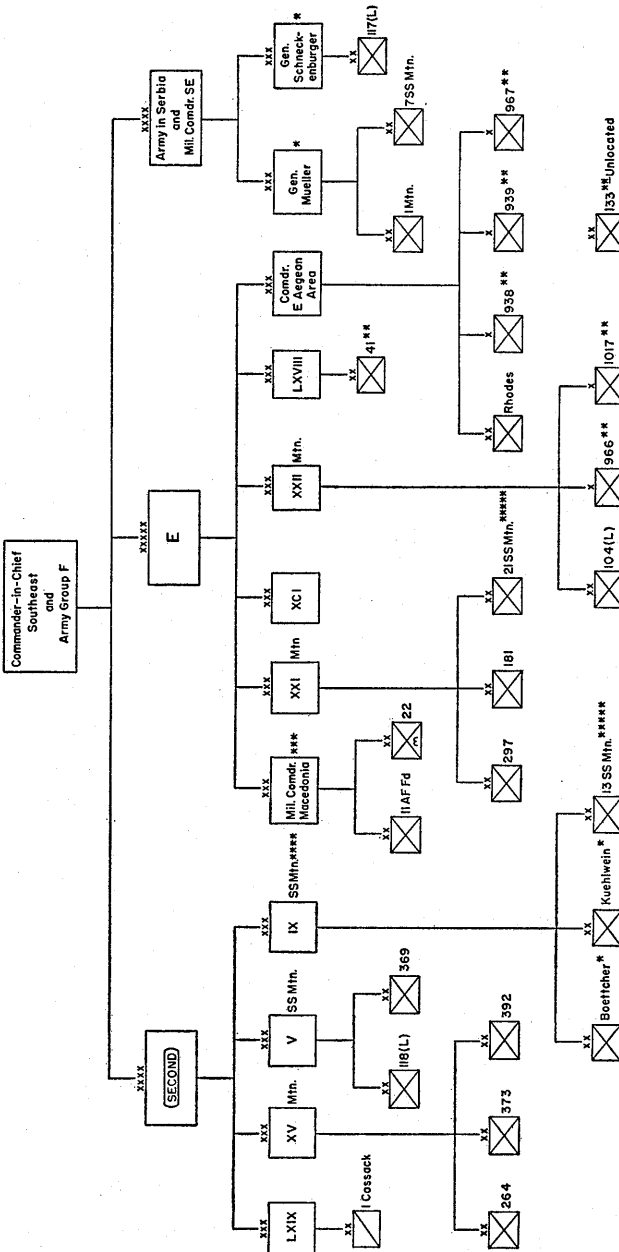 Commander-in-Chief
Southeast
and
Army Group F
XXXX
(SECOND)
XXXXX
E
XXXX
Army in Serbia
and
Mil. Comdr. SE
XXX
LXIX
XXX
XV
Mtn.
XXX
V
SS Mtn.
XXX
IX
SSMtn.****
XXX
Mil. Comdr.
Macedonia
***
XXX
XXI
Mtn
XXX
XCI
XXX
XXII
Mtn.
XXX
LXVIII
XXX
Comdr.
E Aegean
Area
XXX
Gen.
Mueller
*
XXX
Gen.
Schneck-
enburger
*
XX
1 Cassack
XX
118(L)
XX
369
XX
11 AF Fd
XX
22
E
XX
41**
XX
1 Mtn.
XX
7SS Mtn.
XX
117(L)
XX
264
XX
373
XX
392
XX
297
XX
181
XX
21 SS Mtn.*****
XX
Rhodes
X
938**
X
939**
X
967**
XX
Boettcher*
XX
Kuehlwein*
XX
13 SS Mtn.*****
XX
104(L)
X
966**
X
1017**
XX
133** Unlocated